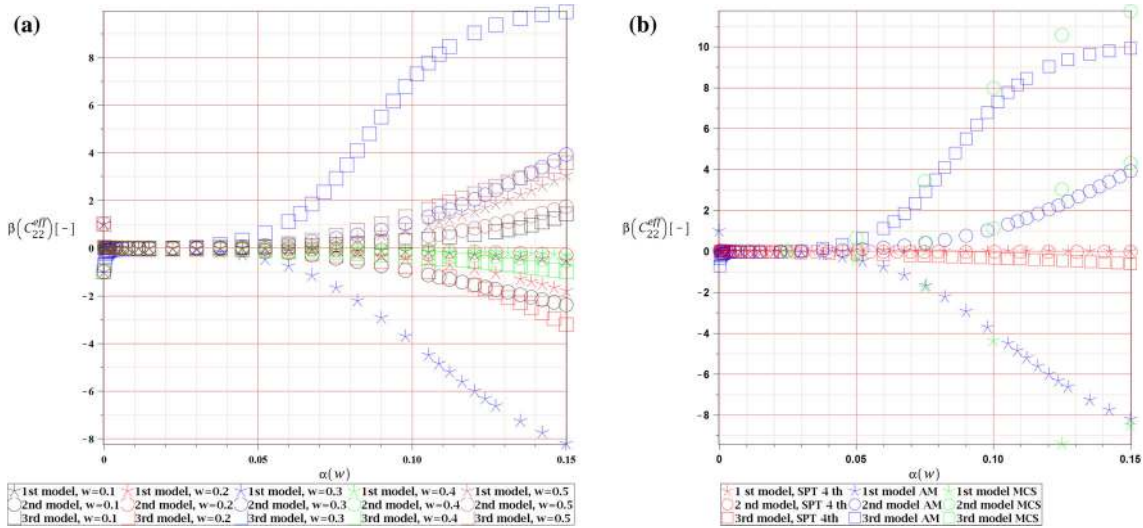 (a)
8
6
4
2
β(C₂₂ᵉᶠᶠ)[-]
0
-2
-4
-6
-8
0 0.05 0.10 0.15
α(w)
1st model, w=0.1 1st model, w=0.2 1st model, w=0.3 1st model, w=0.4 1st model, w=0.5
2nd model, w=0.1 2nd model, w=0.2 2nd model, w=0.3 2nd model, w=0.4 2nd model, w=0.5
3rd model, w=0.1 3rd model, w=0.2 3rd model, w=0.3 3rd model, w=0.4 3rd model, w=0.5
(b)
10
8
6
4
2
β(C₂₂ᵉᶠᶠ)[-]
0
-2
-4
-6
-8
0 0.05 0.10 0.15
α(w)
1 st model, SPT 4 th 1st model AM 1st model MCS
2 nd model, SPT 4 th 2nd model AM 2nd model MCS
3rd model, SPT 4th 3rd model AM 3rd model MCS